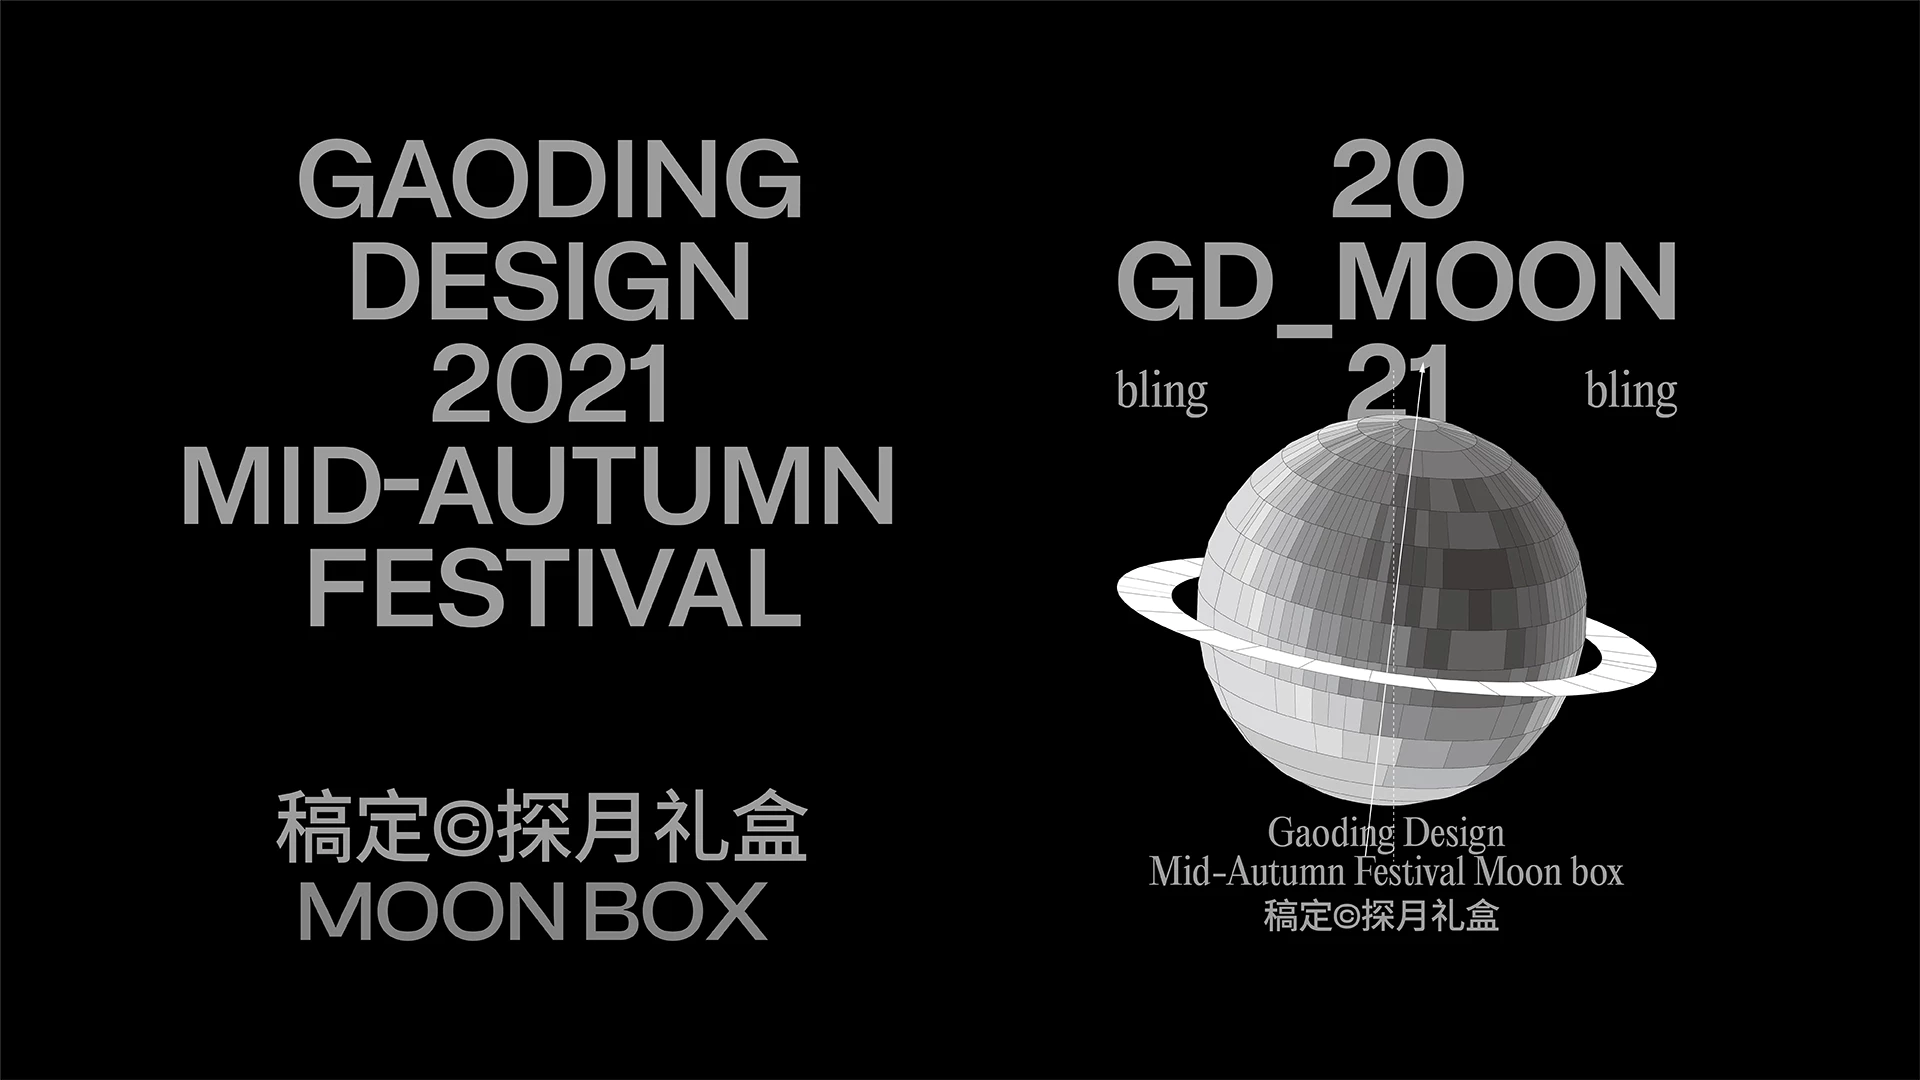 GAODING
DESIGN
2021
MID-AUTUMN
FESTIVAL
稿定©探月礼盒
MOON BOX
20
GD_MOON
21
bling
bling
Gaoding Design
Mid-Autumn Festival Moon box
稿定©探月礼盒